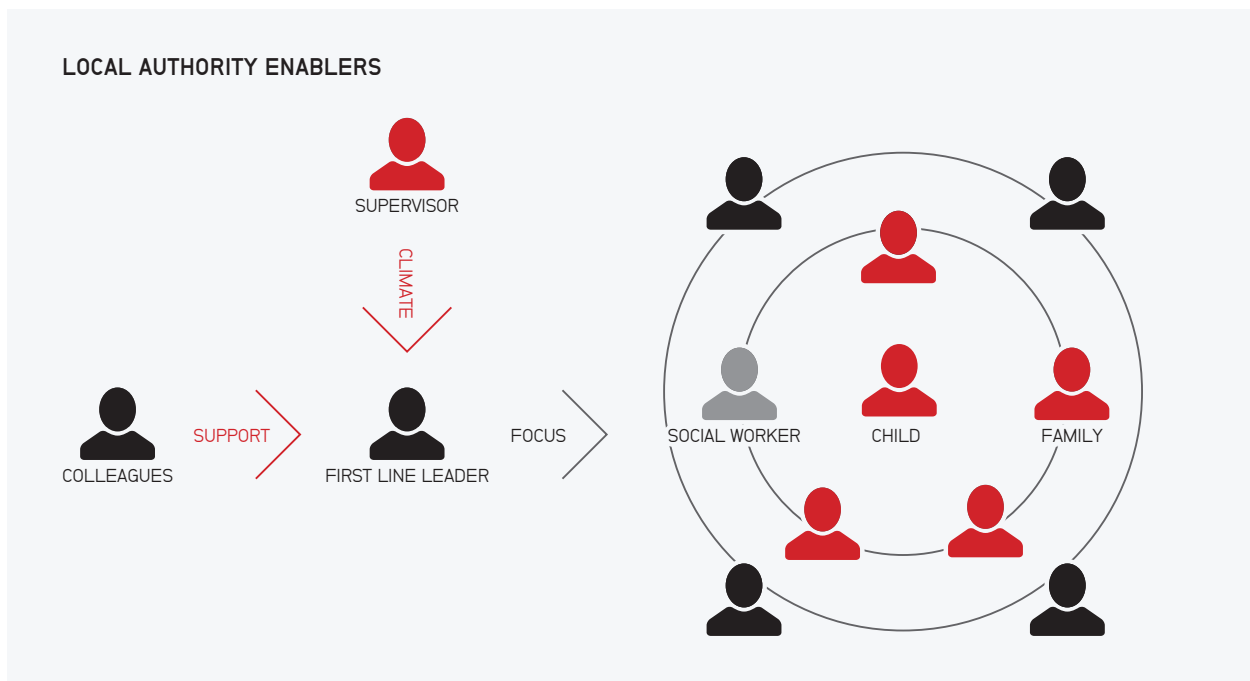 LOCAL AUTHORITY ENABLERS
SUPERVISOR
CLIMATE
COLLEAGUES
SUPPORT
FIRST LINE LEADER
FOCUS
SOCIAL WORKER
CHILD
FAMILY